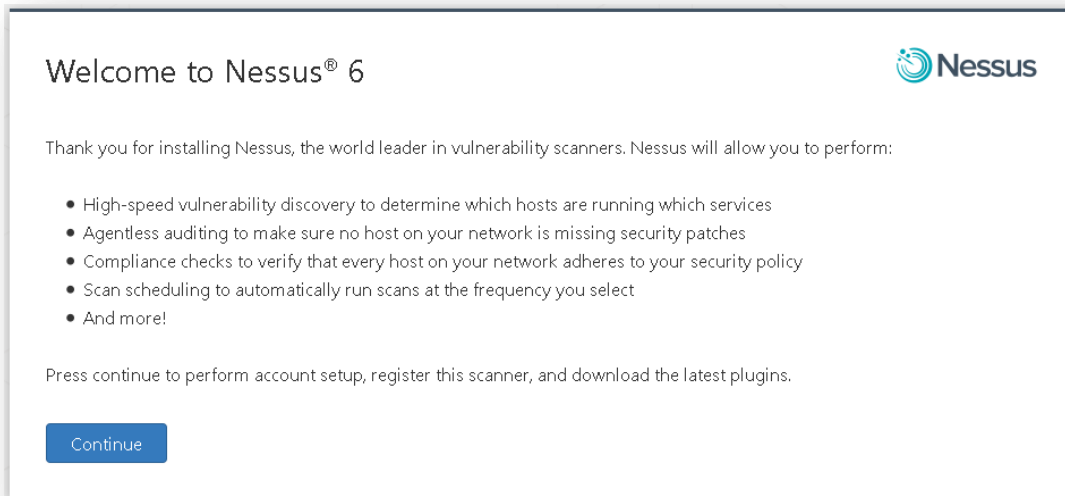 Welcome to Nessus® 6
Nessus
Thank you for installing Nessus, the world leader in vulnerability scanners. Nessus will allow you to perform:
• High-speed vulnerability discovery to determine which hosts are running which services
• Agentless auditing to make sure no host on your network is missing security patches
• Compliance checks to verify that every host on your network adheres to your security policy
• Scan scheduling to automatically run scans at the frequency you select
• And more!
Press continue to perform account setup, register this scanner, and download the latest plugins.
Continue